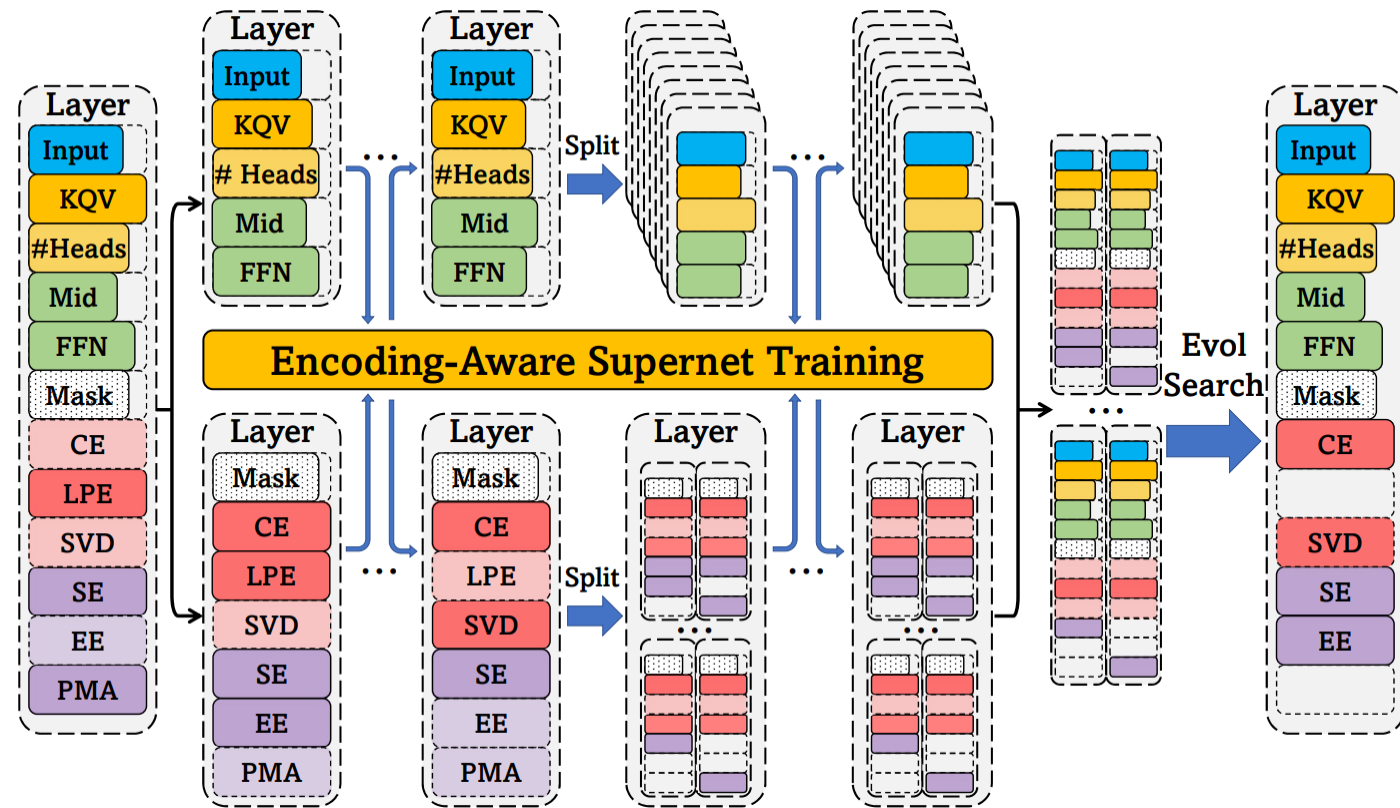 Layer
Input
KQV
#Heads
Mid
FFN
Mask
CE
LPE
SVD
SE
EE
PMA
Layer
Input
KQV
# Heads
Mid
FFN
...
Layer
Input
KQV
#Heads
Mid
FFN
Split
...
Encoding-Aware Supernet Training
Layer
Mask
CE
LPE
SVD
SE
EE
PMA
...
Layer
Mask
CE
LPE
SVD
SE
EE
PMA
Split
Layer
...
...
Layer
...
...
Evol
Search
Layer
Input
KQV
#Heads
Mid
FFN
Mask
CE
SVD
SE
EE